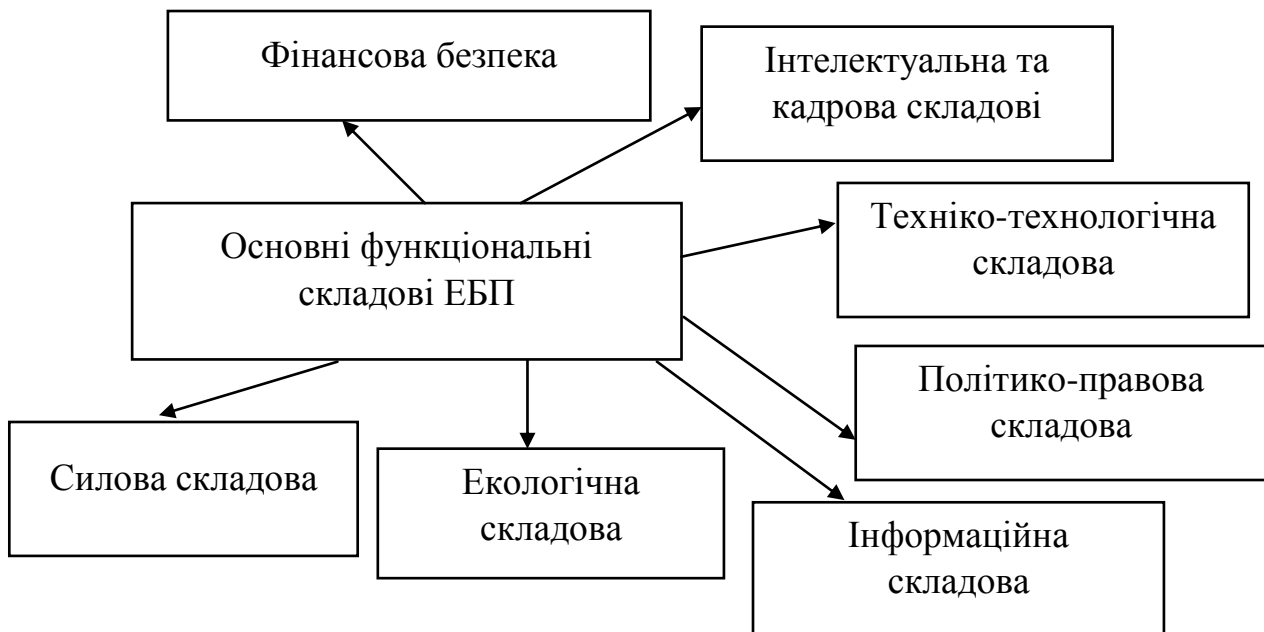 Фінансова безпека
Інтелектуальна та
кадрова складові
Основні функціональні
складові ЕБП
Техніко-технологічна
складова
Політико-правова
складова
Силова складова
Екологічна
складова
Інформаційна
складова